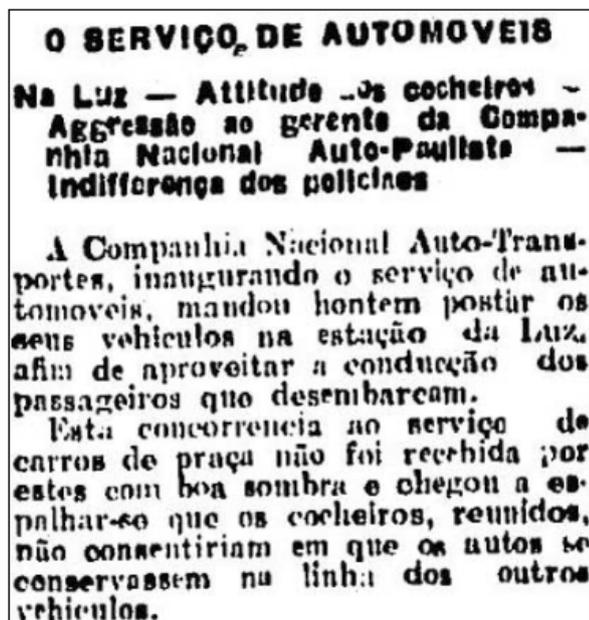 O SERVIÇO DE AUTOMOVEIS
Na Luz — Attitude dos cocheiros —
Aggressão ao gerente da Compa-
nhia Nacional Auto-Paulista —
Indifferença dos policiaes
A Companhia Nacional Auto-Trans-
portes, inaugurando o serviço de au-
tomoveis, mandou hontem postar os
seus vehiculos na estação da Luz,
afim de aproveitar a conducção dos
passageiros que desembarcam.
Esta concorrencia ao serviço de
carros de praça não foi recebida por
estes com boa sombra e chegou a es-
palhar-se que os cocheiros, reunidos,
não consentiriam em que os autos se
conservassem na linha dos outros
vehiculos.